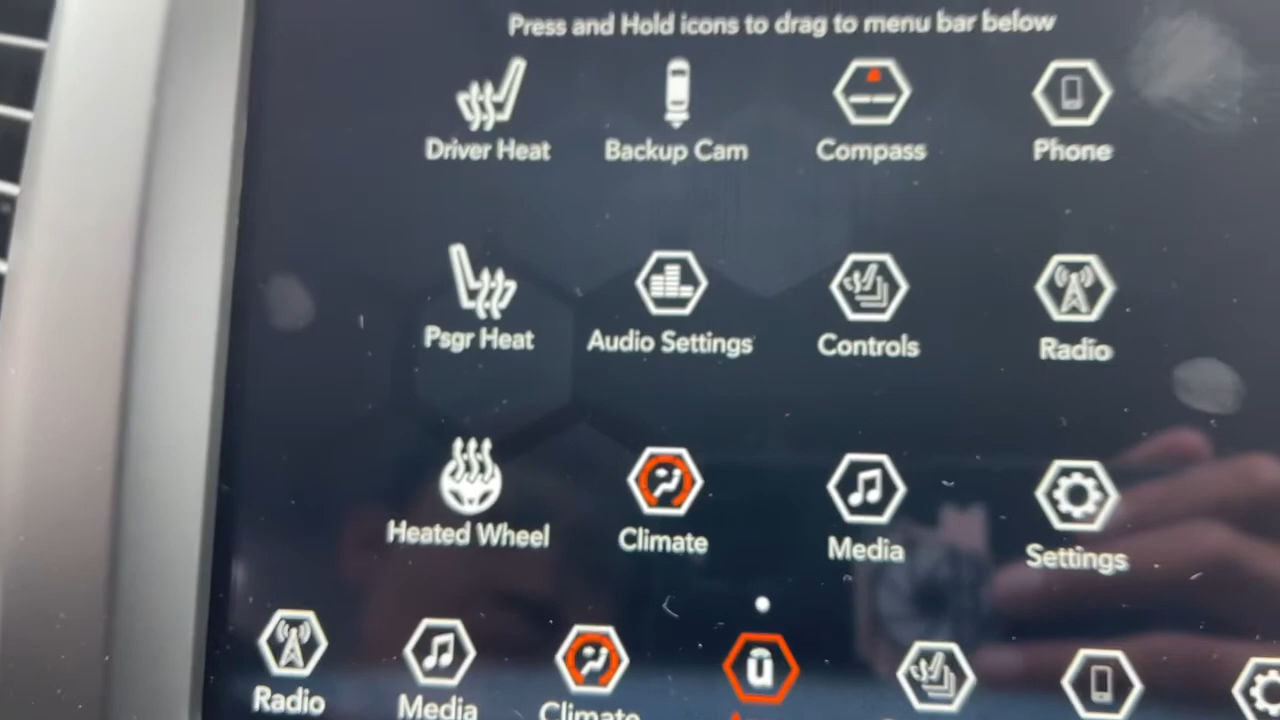 Press and Hold icons to drag to menu bar below
Driver Heat
Backup Cam
Compass
Phone
Psgr Heat
Audio Settings
Controls
Radio
Heated Wheel
Climate
Media
Settings
Radio
Media
Climate